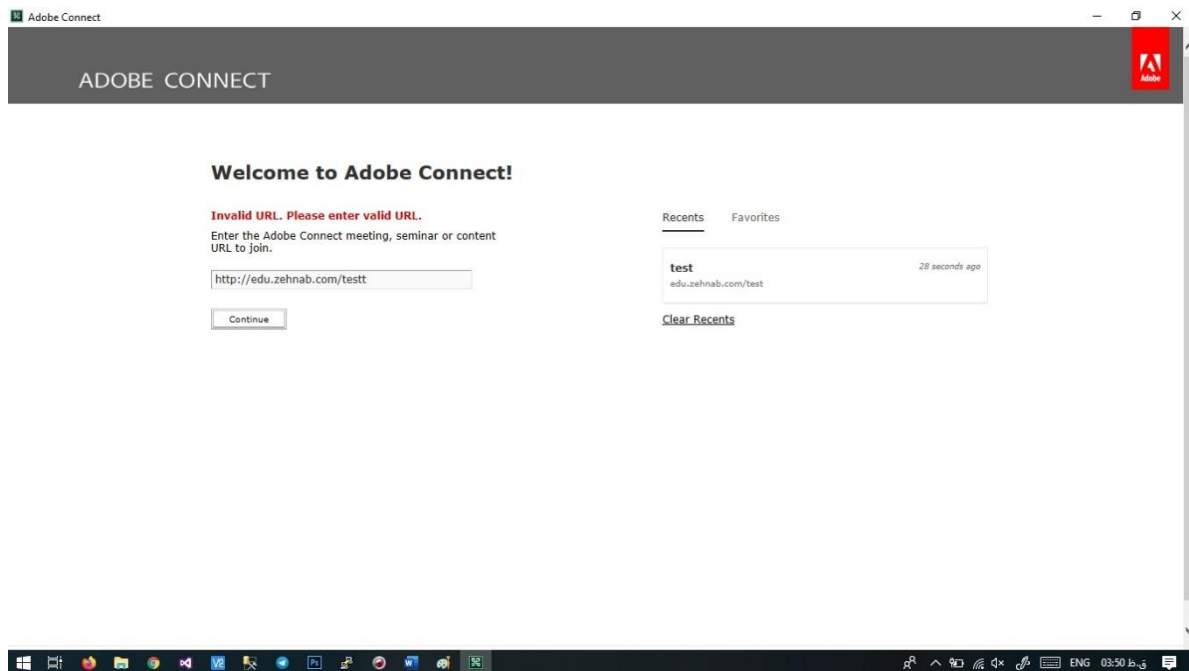 Adobe Connect
ADOBE CONNECT
Adobe
Welcome to Adobe Connect!
Invalid URL. Please enter valid URL.
Enter the Adobe Connect meeting, seminar or content
URL to join.
http://edu.zehnab.com/testt
Continue
Recents Favorites
test 28 seconds ago
edu.zehnab.com/test
Clear Recents
ENG 03:50 ق.ظ